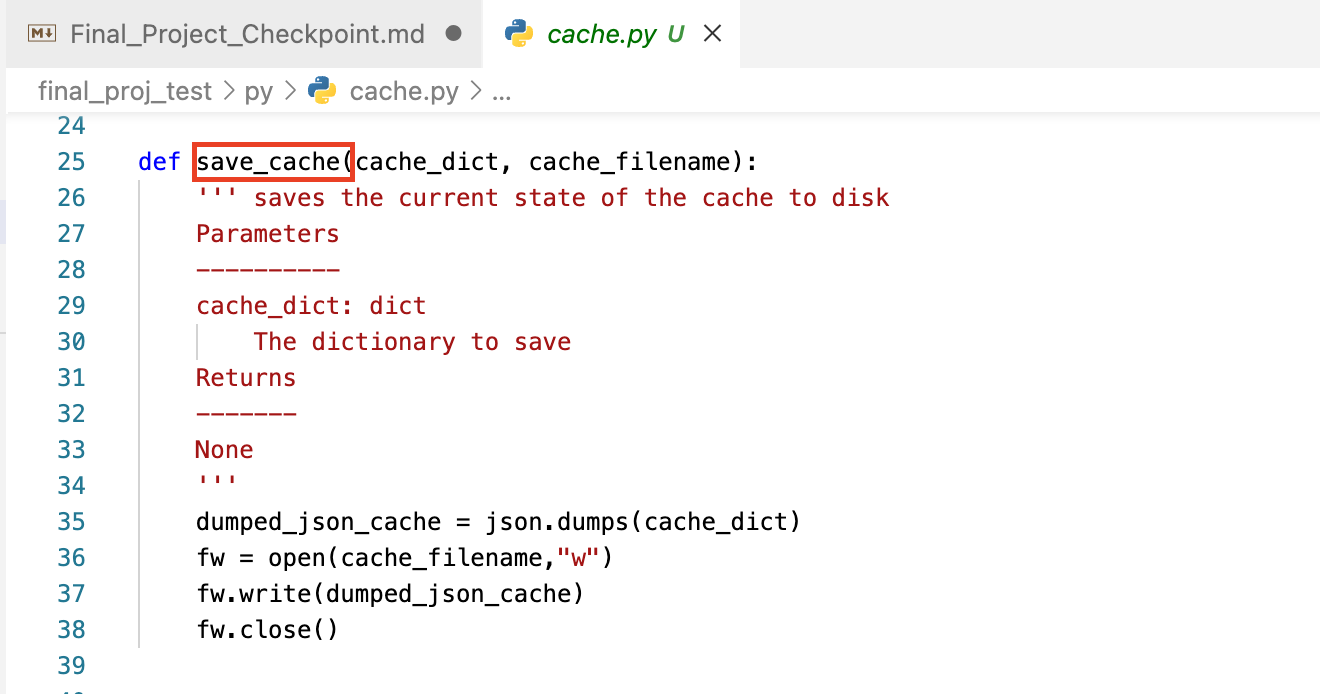 Final_Project_Checkpoint.md
cache.py U
final_proj_test > py > cache.py > ...
24
25 def save_cache(cache_dict, cache_filename):
26 ''' saves the current state of the cache to disk
27 Parameters
28 ----------
29 cache_dict: dict
30 The dictionary to save
31 Returns
32 -------
33 None
34 '''
35 dumped_json_cache = json.dumps(cache_dict)
36 fw = open(cache_filename,"w")
37 fw.write(dumped_json_cache)
38 fw.close()
39